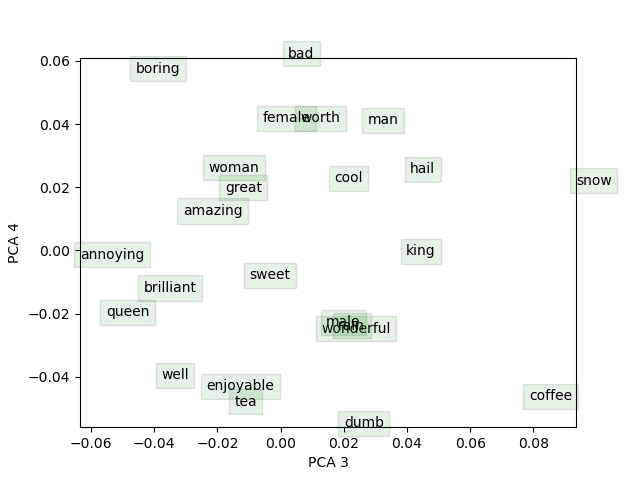 bad
0.06
boring
0.04
female
worth
man
woman
hail
cool
snow
0.02
great
amazing
0.00
annoying
king
sweet
brilliant
−0.02
queen
male
wonderful
−0.04
well
enjoyable
tea
coffee
dumb
−0.06
−0.04
−0.02
0.00
0.02
0.04
0.06
0.08
PCA 3
PCA 4